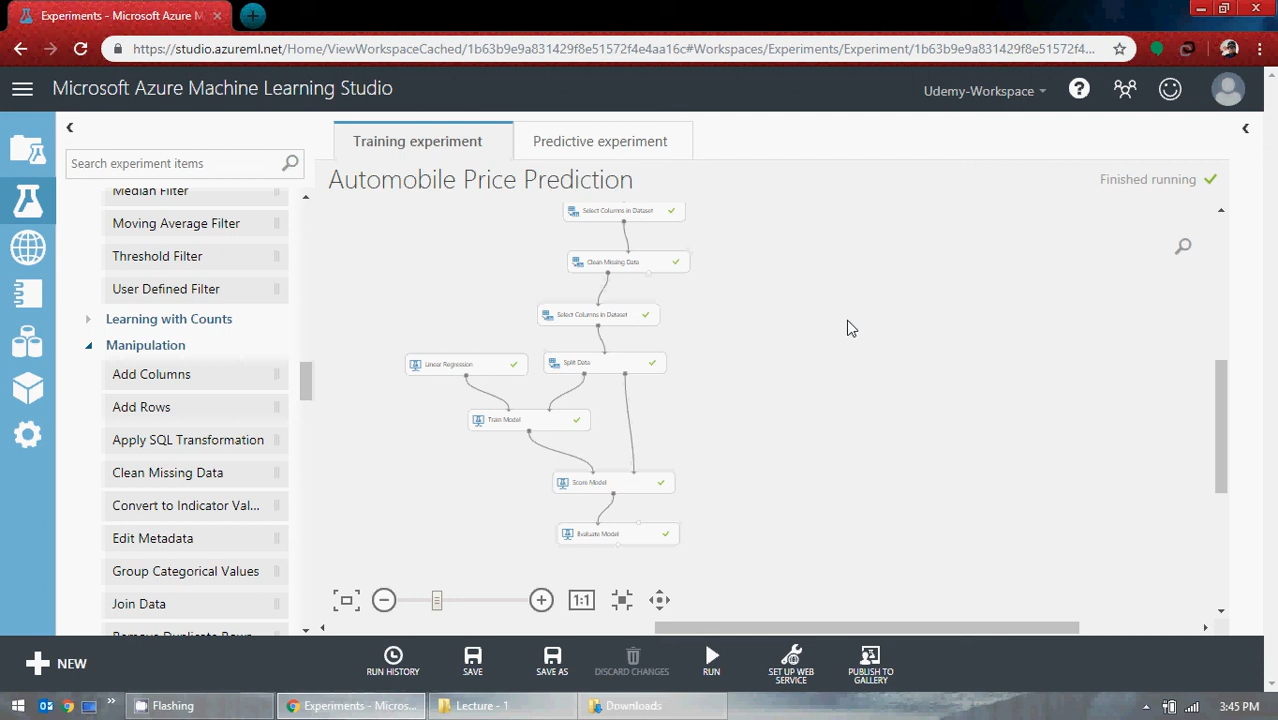 Experiments - Microsoft Azure M
https://studio.azureml.net/Home/ViewWorkspaceCached/1b63b9e9a831429f8e51572f4e4aa16c#Workspaces/Experiments/Experiment/1b63b9e9a831429f8e51572f4...
Microsoft Azure Machine Learning Studio
Udemy-Workspace
Training experiment
Predictive experiment
Search experiment items
Automobile Price Prediction
Finished running
Median Filter
Moving Average Filter
Threshold Filter
User Defined Filter
Learning with Counts
Manipulation
Add Columns
Add Rows
Apply SQL Transformation
Clean Missing Data
Convert to Indicator Val...
Edit Metadata
Group Categorical Values
Join Data
Remove Duplicate Rows
Select Columns in Dataset
Clean Missing Data
Select Columns in Dataset
Linear Regression
Split Data
Train Model
Score Model
Evaluate Model
1:1
NEW
RUN HISTORY
SAVE
SAVE AS
DISCARD CHANGES
RUN
SET UP WEB SERVICE
PUBLISH TO GALLERY
Flashing
Experiments - Micros...
Lecture - 1
Downloads
3:45 PM